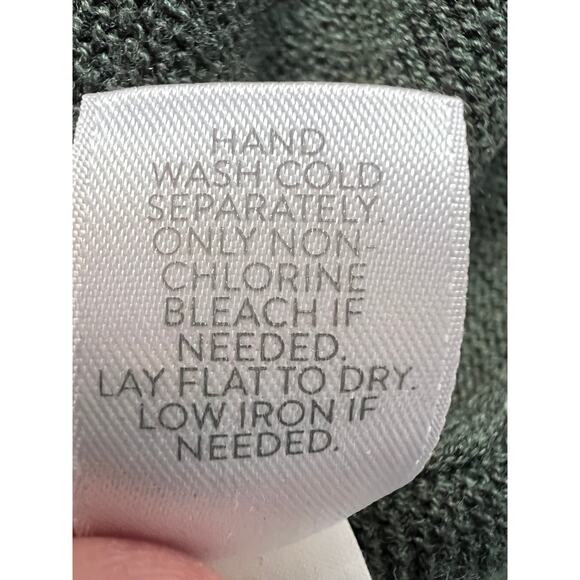 HAND
WASH COLD
SEPARATELY.
ONLY NON-
CHLORINE
BLEACH IF
NEEDED.
LAY FLAT TO DRY.
LOW IRON IF
NEEDED.